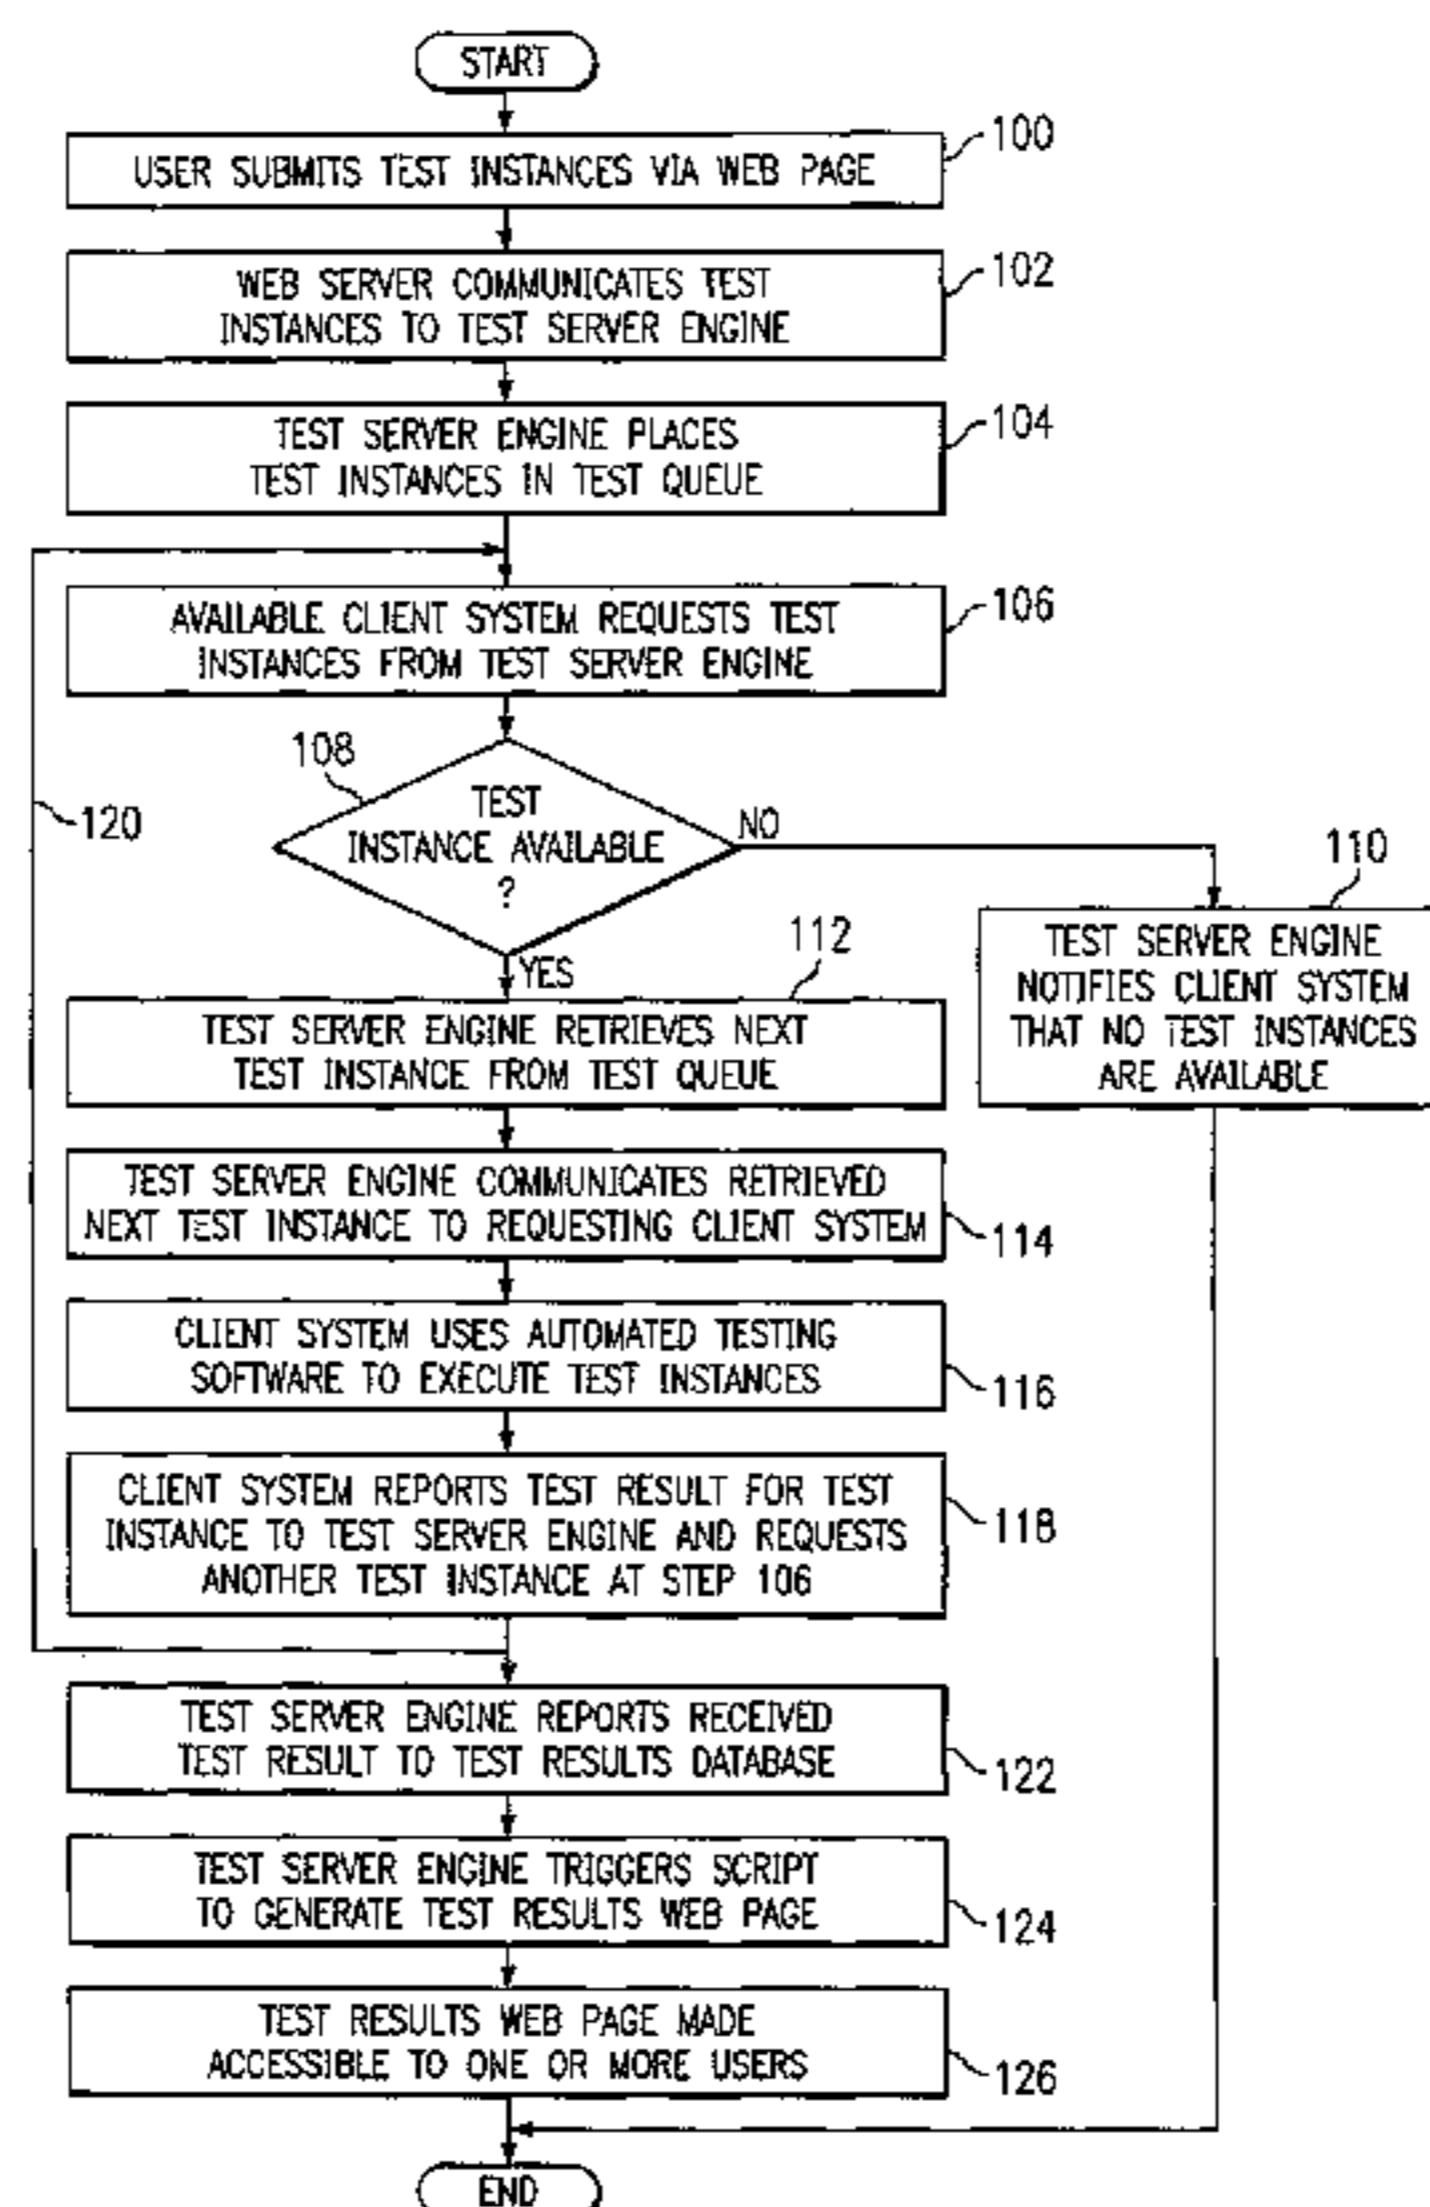 START
100
USER SUBMITS TEST INSTANCES VIA WEB PAGE
102
WEB SERVER COMMUNICATES TEST
INSTANCES TO TEST SERVER ENGINE
104
TEST SERVER ENGINE PLACES
TEST INSTANCES IN TEST QUEUE
106
AVAILABLE CLIENT SYSTEM REQUESTS TEST
INSTANCES FROM TEST SERVER ENGINE
108
TEST
INSTANCE AVAILABLE
?
NO
120
110
TEST SERVER ENGINE
NOTIFIES CLIENT SYSTEM
THAT NO TEST INSTANCES
ARE AVAILABLE
YES
112
TEST SERVER ENGINE RETRIEVES NEXT
TEST INSTANCE FROM TEST QUEUE
TEST SERVER ENGINE COMMUNICATES RETRIEVED
NEXT TEST INSTANCE TO REQUESTING CLIENT SYSTEM
114
CLIENT SYSTEM USES AUTOMATED TESTING
SOFTWARE TO EXECUTE TEST INSTANCES
116
CLIENT SYSTEM REPORTS TEST RESULT FOR TEST
INSTANCE TO TEST SERVER ENGINE AND REQUESTS
ANOTHER TEST INSTANCE AT STEP 106
118
TEST SERVER ENGINE REPORTS RECEIVED
TEST RESULT TO TEST RESULTS DATABASE
122
TEST SERVER ENGINE TRIGGERS SCRIPT
TO GENERATE TEST RESULTS WEB PAGE
124
TEST RESULTS WEB PAGE MADE
ACCESSIBLE TO ONE OR MORE USERS
126
END